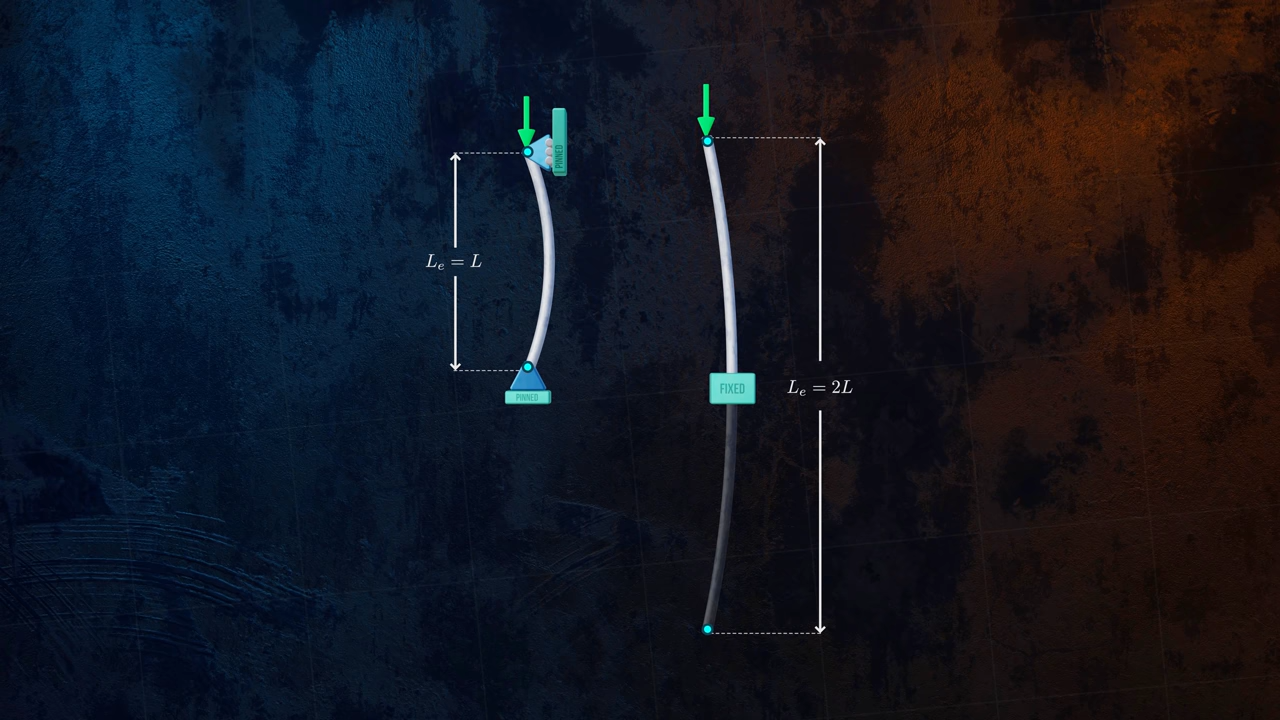 PINNED
L_e = L
PINNED
FIXED
L_e = 2L